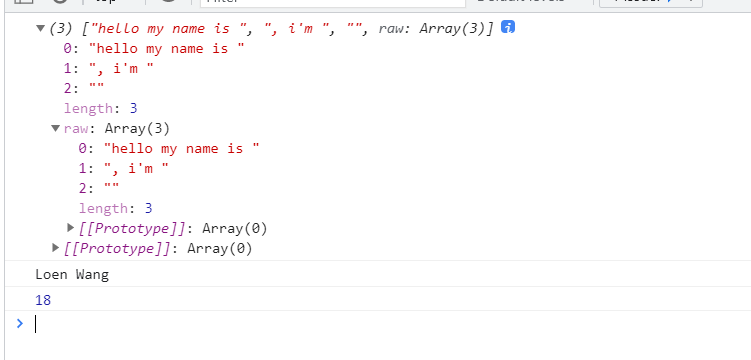 (3) ["hello my name is ", ", i'm ", "", raw: Array(3)] i
0: "hello my name is "
1: ", i'm "
2: ""
length: 3
raw: Array(3)
0: "hello my name is "
1: ", i'm "
2: ""
length: 3
[[Prototype]]: Array(0)
[[Prototype]]: Array(0)
Loen Wang
18
>